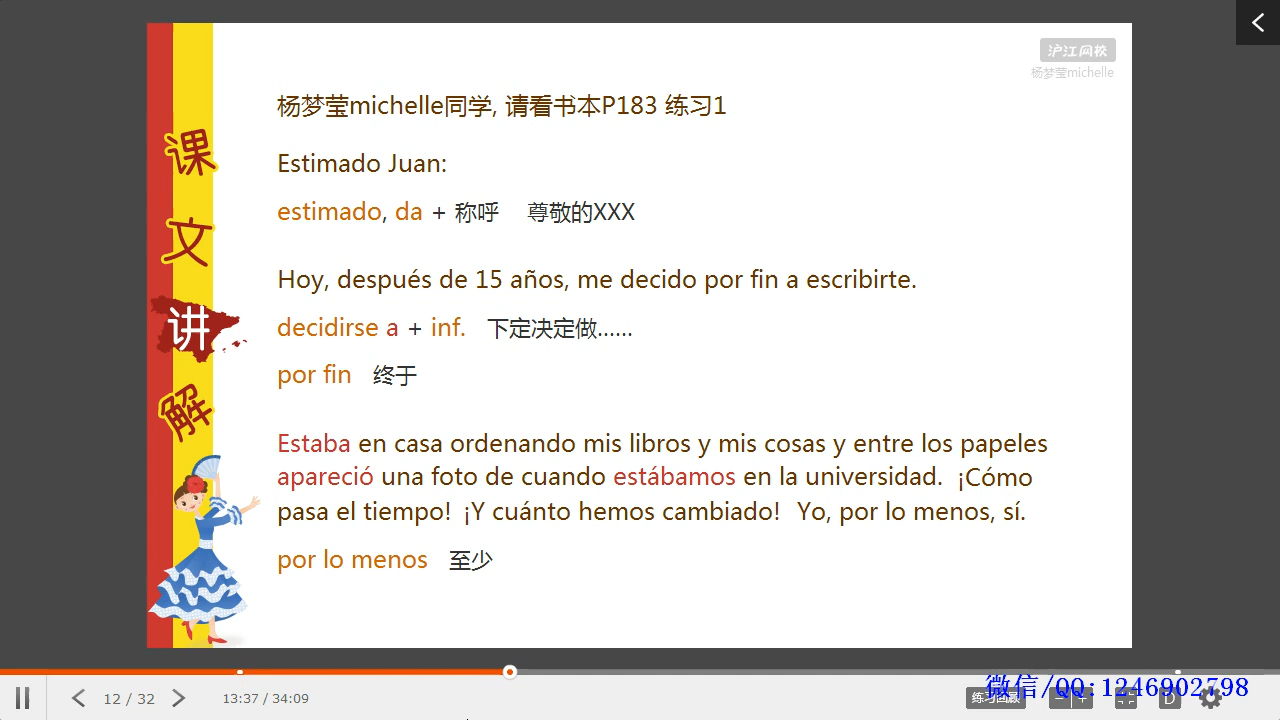 沪江网校
杨梦莹michelle
杨梦莹michelle同学, 请看书本P183 练习1
课文讲解
Estimado Juan:
estimado, da + 称呼 尊敬的XXX
Hoy, después de 15 años, me decido por fin a escribirte.
decidirse a + inf. 下定决定做……
por fin 终于
Estaba en casa ordenando mis libros y mis cosas y entre los papeles
apareció una foto de cuando estábamos en la universidad. ¡Cómo
pasa el tiempo! ¡Y cuánto hemos cambiado! Yo, por lo menos, sí.
por lo menos 至少
12 / 32
13:37 / 34:09
练习回顾
微信/QQ:1246902798
D